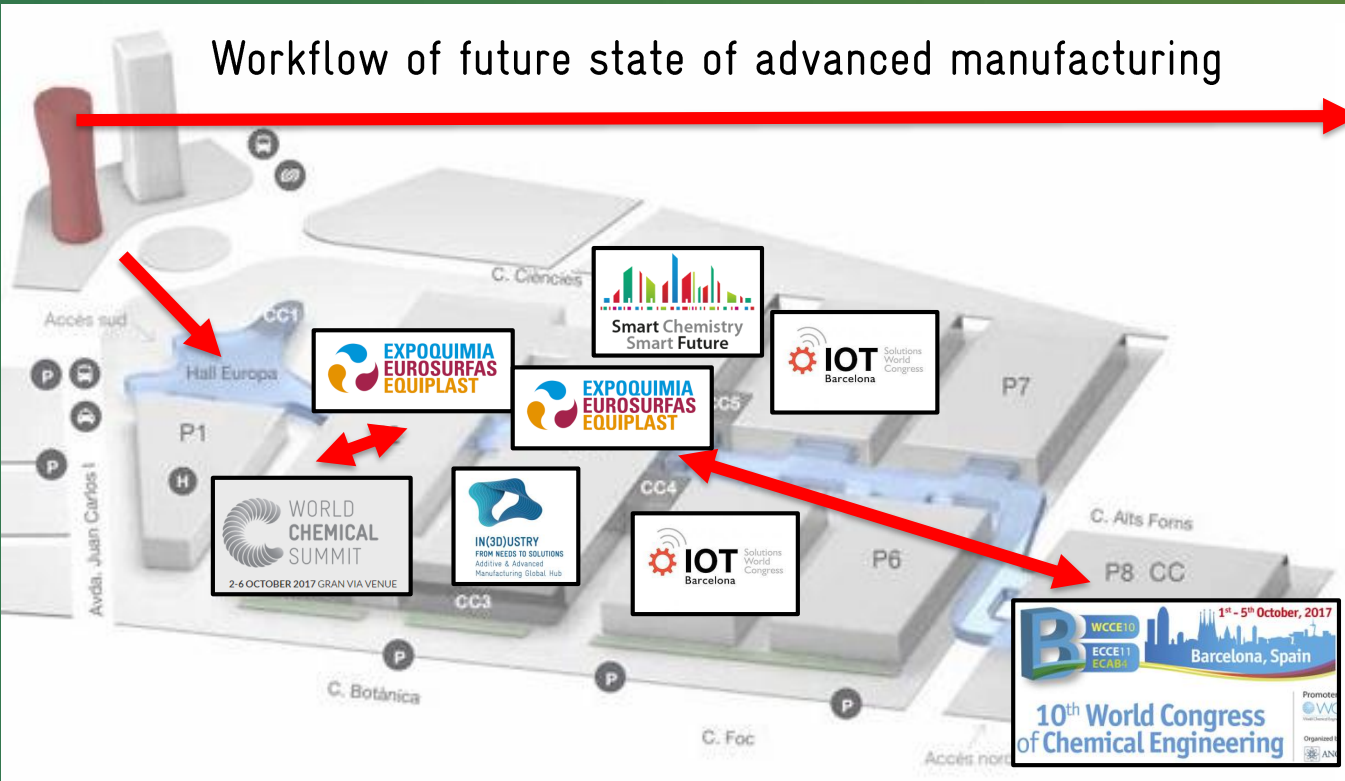 Workflow of future state of advanced manufacturing
C. Ciències
Accés sud
CC1
Hall Europa
P
P1
H
P
Avda. Juan Carlos I
EXPOQUIMIA
EUROSURFAS
EQUIPLAST
EXPOQUIMIA
EUROSURFAS
EQUIPLAST
Smart Chemistry
Smart Future
IOT Solutions
World
Congress
Barcelona
CC5
P7
WORLD
CHEMICAL
SUMMIT
2-6 OCTOBER 2017 GRAN VIA VENUE
IN(3D)USTRY
FROM NEEDS TO SOLUTIONS
Additive & Advanced
Manufacturing Global Hub
CC4
IOT Solutions
World
Congress
Barcelona
P6
CC3
C. Alts Forns
P8 CC
P
P
P
C. Botánica
C. Foc
Accés nord
1st - 5th October, 2017
WCCE10
ECCE11
ECAB4
Barcelona, Spain
10th World Congress
of Chemical Engineering